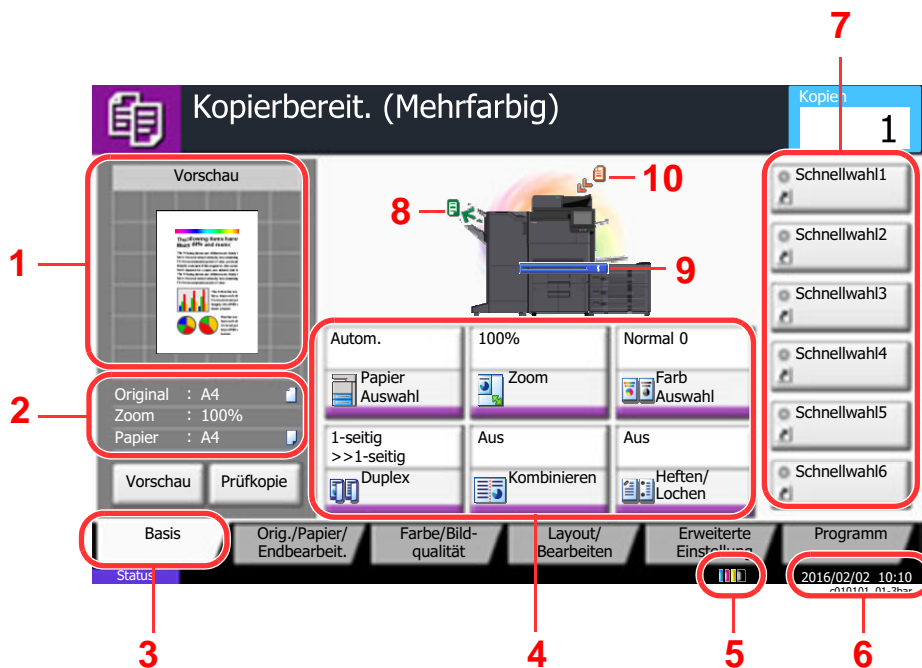 7
Kopierbereit. (Mehrfarbig)
Kopien
1
Vorschau
1
10
8
9
Schnellwahl1
Schnellwahl2
Schnellwahl3
Schnellwahl4
Schnellwahl5
Schnellwahl6
2
Original : A4
Zoom : 100%
Papier : A4
Vorschau
Prüfkopie
Autom.
Papier
Auswahl
100%
Zoom
Normal 0
Farb
Auswahl
1-seitig
>>1-seitig
Duplex
Aus
Kombinieren
Aus
Heften/
Lochen
Basis
Orig./Papier/
Endbearbeit.
Farbe/Bild-
qualität
Layout/
Bearbeiten
Erweiterte
Einstellung
Programm
Status
2016/02/02 10:10
3
4
5
6